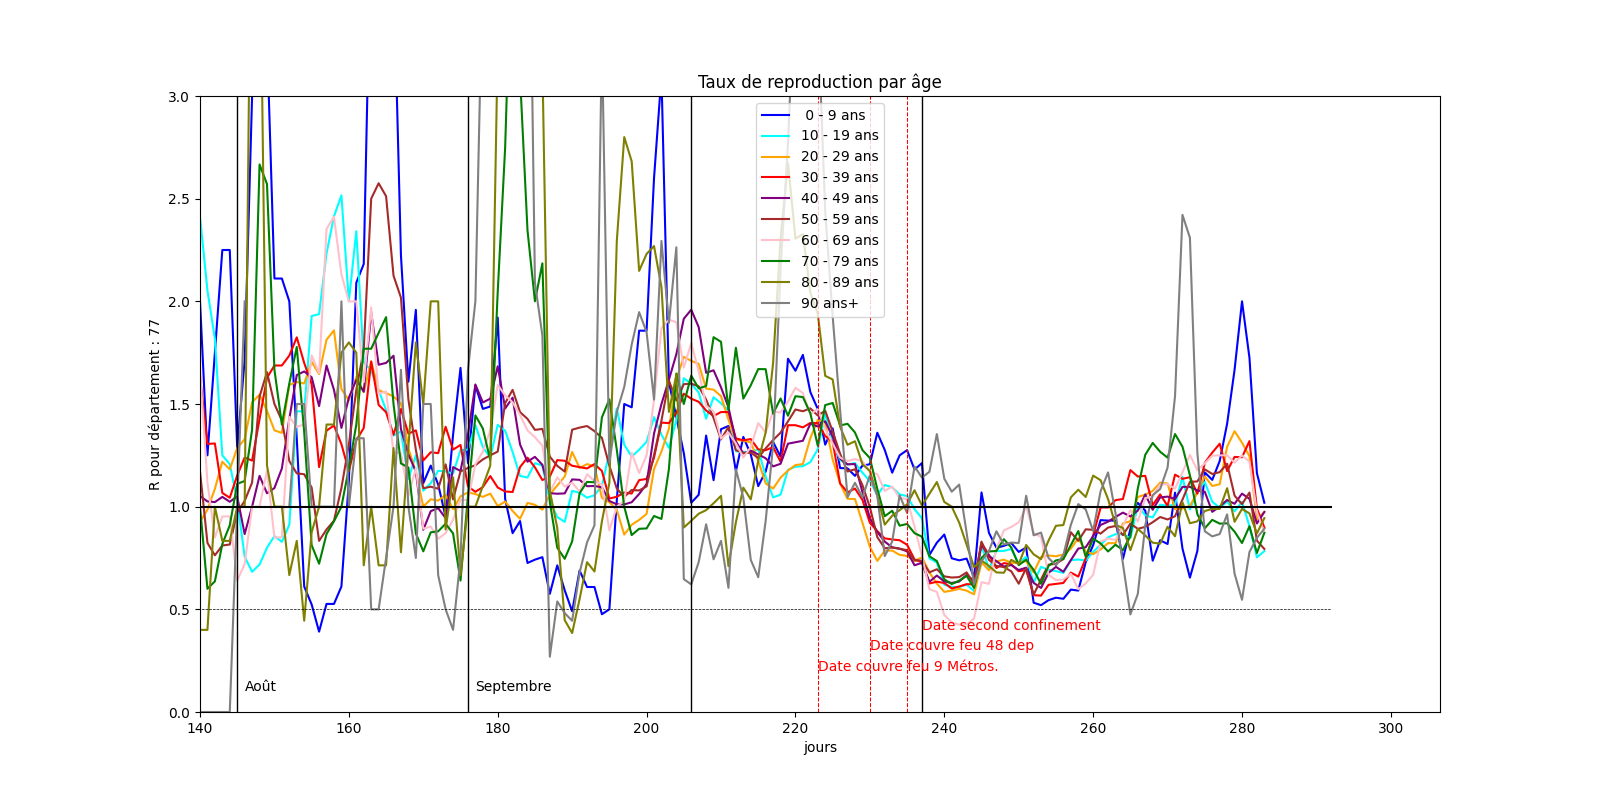 Taux de reproduction par âge
3.0
2.5
2.0
1.5
1.0
0.5
0.0
R pour département : 77
0 - 9 ans
10 - 19 ans
20 - 29 ans
30 - 39 ans
40 - 49 ans
50 - 59 ans
60 - 69 ans
70 - 79 ans
80 - 89 ans
90 ans+
Date second confinement
Date couvre feu 48 dep
Date couvre feu 9 Métros.
Août
Septembre
140 160 180 200 220 240 260 280 300
jours